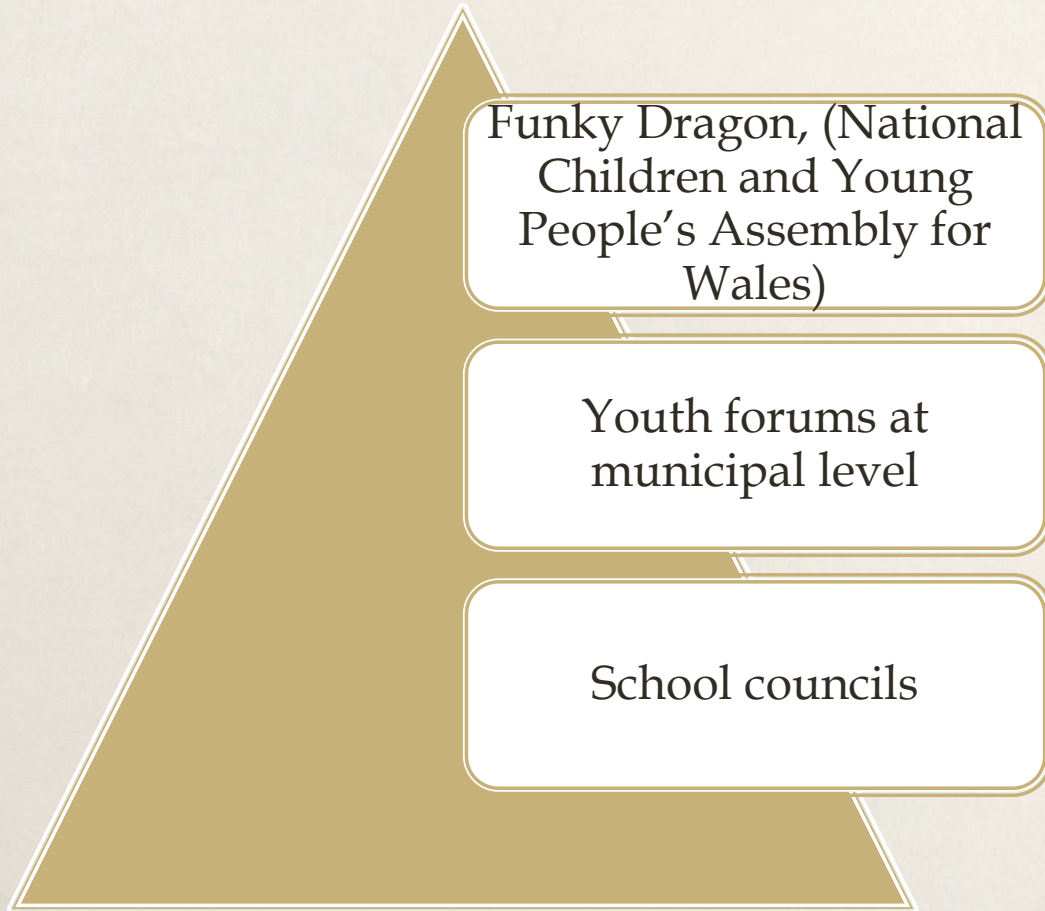 Funky Dragon, (National
Children and Young
People’s Assembly for
Wales)
Youth forums at
municipal level
School councils